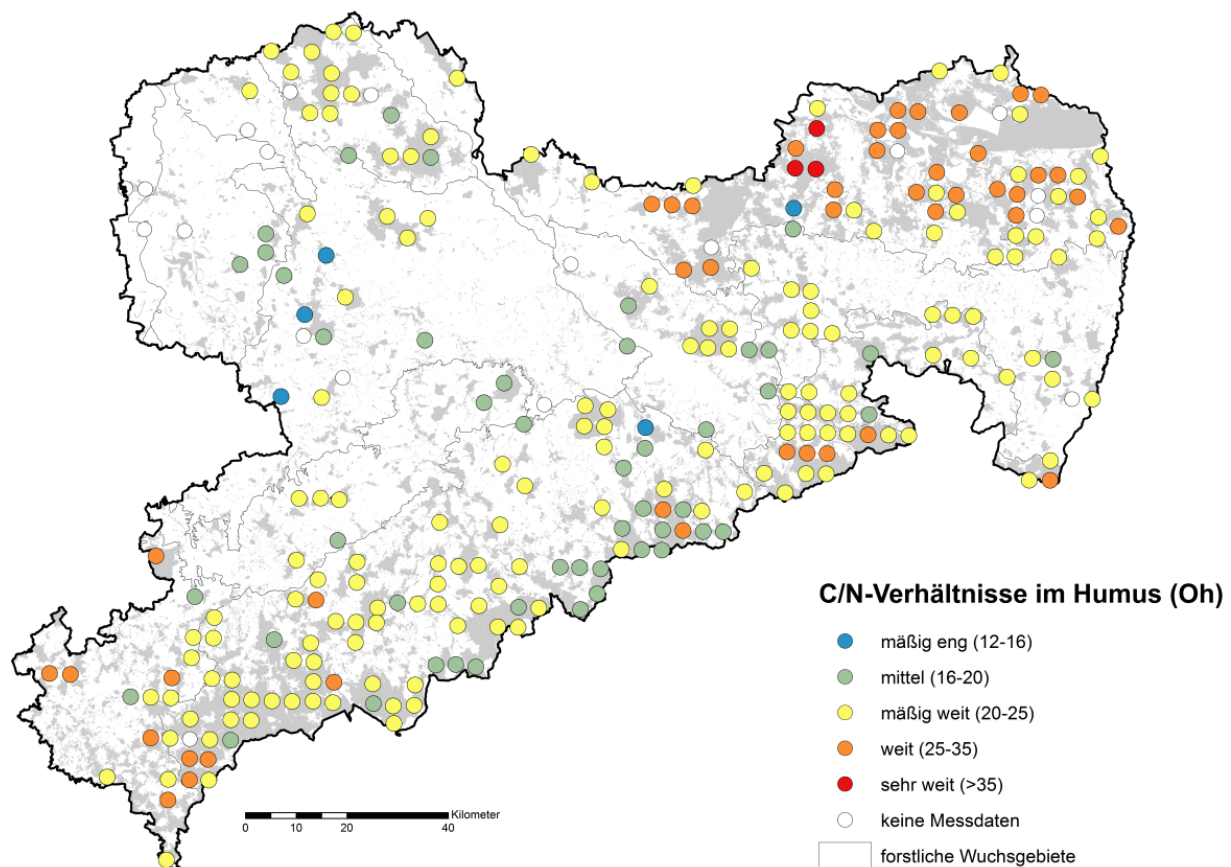 C/N-Verhältnisse im Humus (Oh)
mäßig eng (12-16)
mittel (16-20)
mäßig weit (20-25)
weit (25-35)
sehr weit (>35)
keine Messdaten
forstliche Wuchsgebiete
Kilometer
0 10 20 40